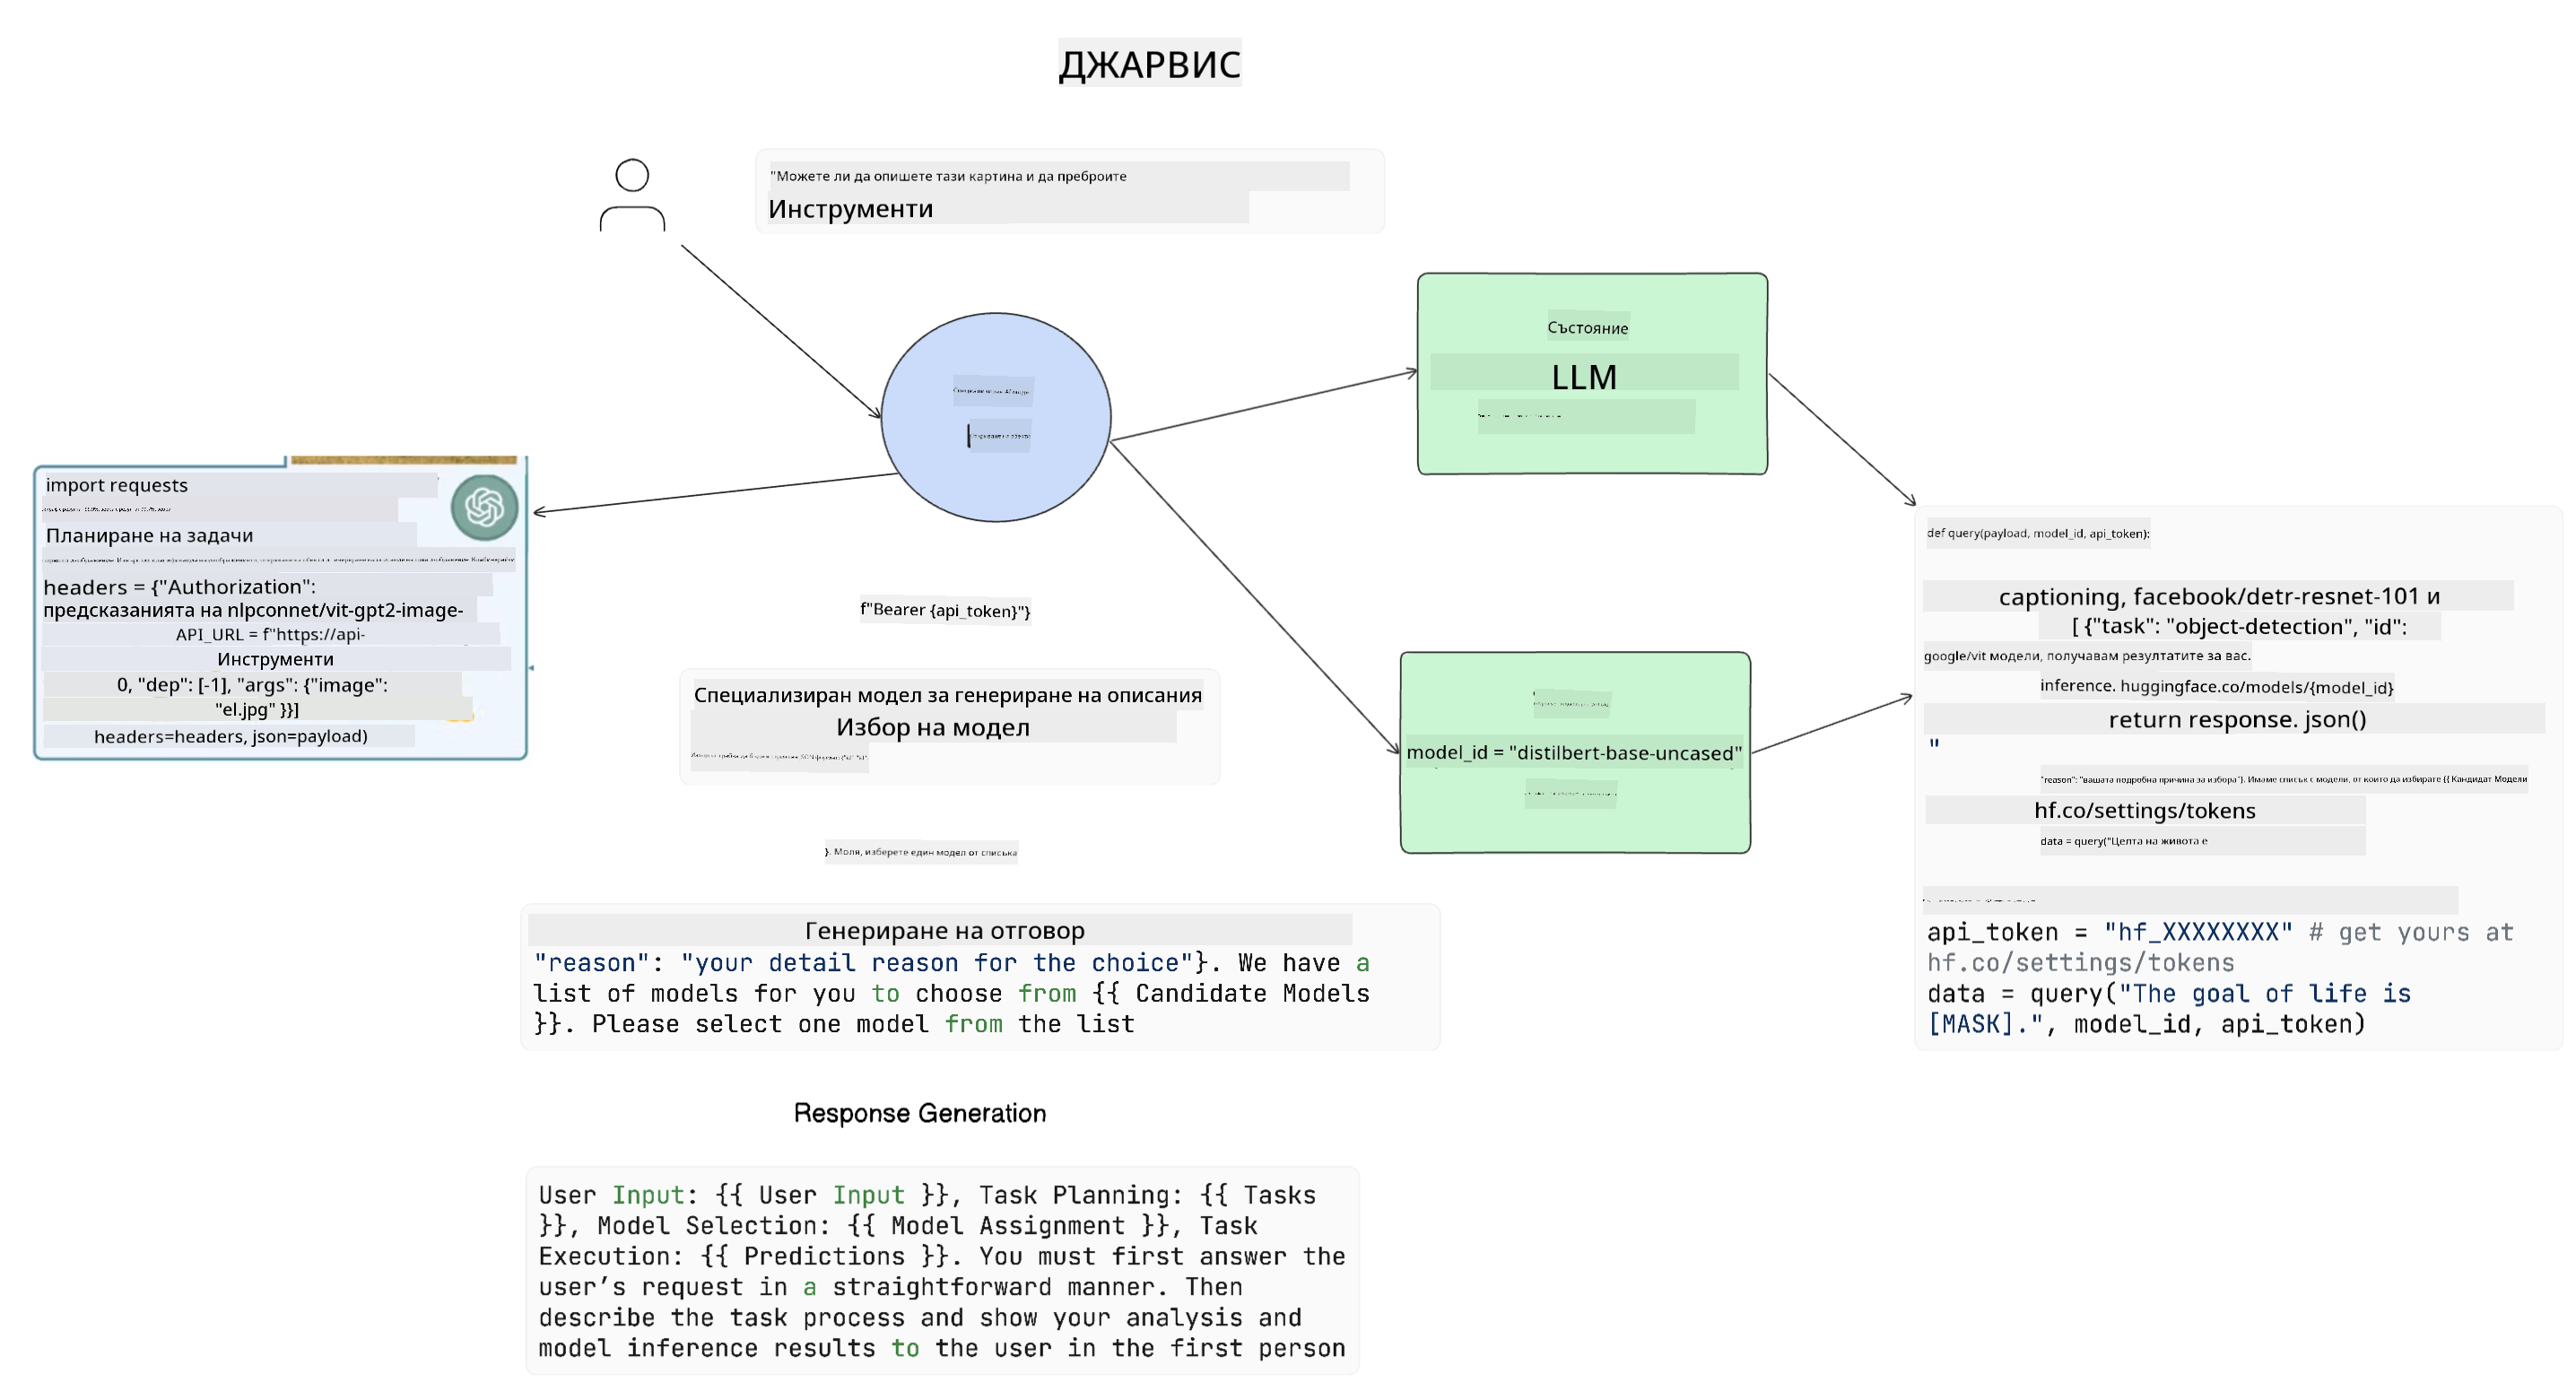 ДЖАРВИС
"Можете ли да опишете тази картина и да преброите
Инструменти
Състояние
LLM
import requests
Планиране на задачи
headers = {"Authorization":
предсказанията на nlpconnet/vit-gpt2-image-
API_URL = f"https://api-
Инструменти
0, "dep": [-1], "args": {"image":
"el.jpg" }}]
headers=headers, json=payload)
f"Bearer {api_token}"}
Специализиран модел за генериране на описания
Избор на модел
}. Моля, изберете един модел от списъка
model_id = "distilbert-base-uncased"
def query(payload, model_id, api_token):
captioning, facebook/detr-resnet-101 и
[ {"task": "object-detection", "id":
google/vit модели, получавам резултатите за вас.
inference. huggingface.co/models/{model_id}
return response. json()
"
"reason": "вашата подробна причина за избора"}. Имаме списък с модели, от които да избирате {{ Кандидат Модели
hf.co/settings/tokens
data = query("Целта на живота е
api_token = "hf_XXXXXXXX" # get yours at
hf.co/settings/tokens
data = query("The goal of life is
[MASK].", model_id, api_token)
Генериране на отговор
"reason": "your detail reason for the choice"}. We have a
list of models for you to choose from {{ Candidate Models
}}. Please select one model from the list
Response Generation
User Input: {{ User Input }}, Task Planning: {{ Tasks
}}, Model Selection: {{ Model Assignment }}, Task
Execution: {{ Predictions }}. You must first answer the
user’s request in a straightforward manner. Then
describe the task process and show your analysis and
model inference results to the user in the first person